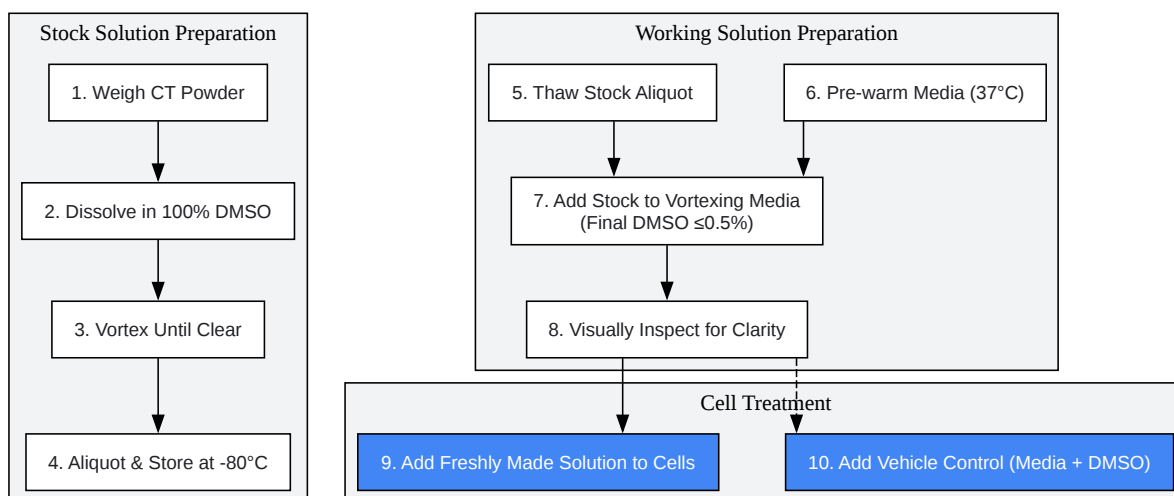 Stock Solution Preparation
1. Weigh CT Powder
2. Dissolve in 100% DMSO
3. Vortex Until Clear
4. Aliquot & Store at -80°C
Working Solution Preparation
5. Thaw Stock Aliquot
6. Pre-warm Media (37°C)
7. Add Stock to Vortexing Media
(Final DMSO ≤0.5%)
8. Visually Inspect for Clarity
Cell Treatment
9. Add Freshly Made Solution to Cells
10. Add Vehicle Control (Media + DMSO)